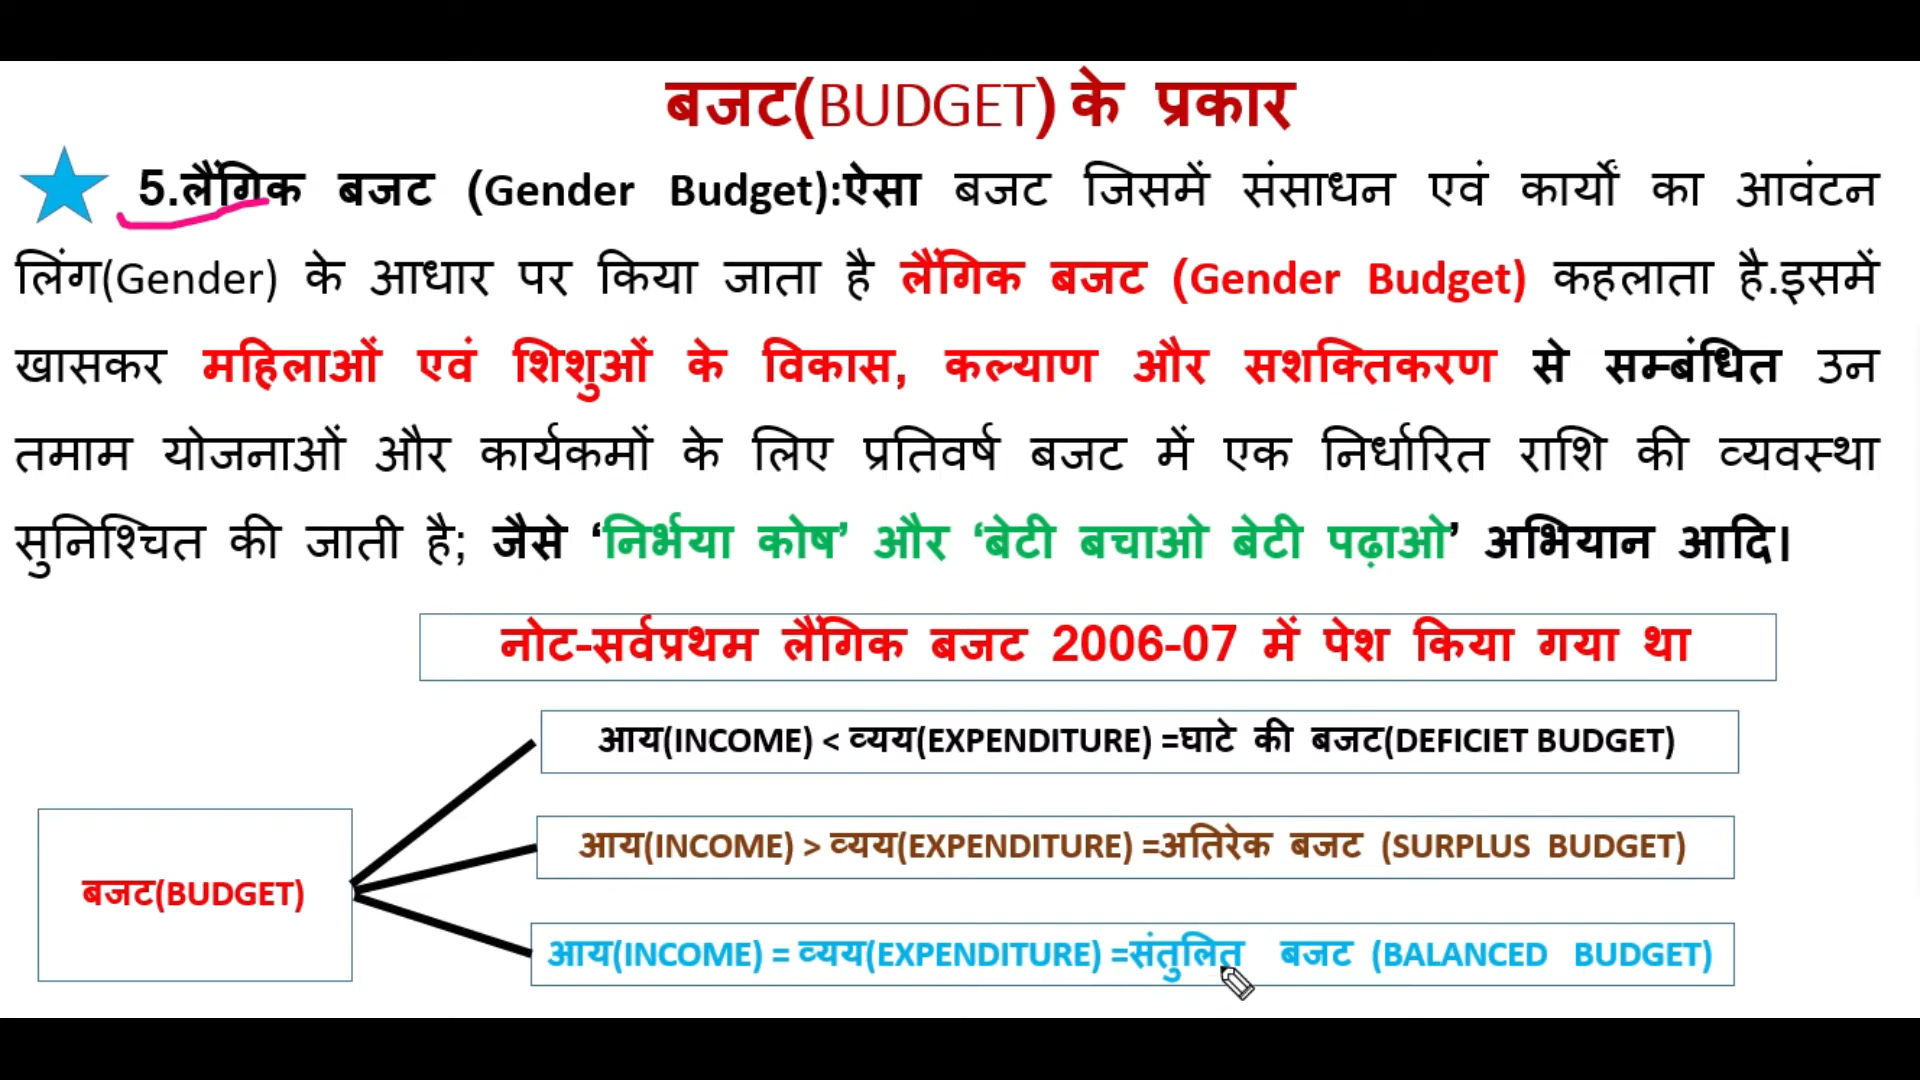 बजट(BUDGET) के प्रकार
5.लैंगिक बजट (Gender Budget):ऐसा बजट जिसमें संसाधन एवं कार्यों का आवंटन
लिंग(Gender) के आधार पर किया जाता है लैंगिक बजट (Gender Budget) कहलाता है.इसमें
खासकर महिलाओं एवं शिशुओं के विकास, कल्याण और सशक्तिकरण से सम्बंधित उन
तमाम योजनाओं और कार्यकमों के लिए प्रतिवर्ष बजट में एक निर्धारित राशि की व्यवस्था
सुनिश्चित की जाती है; जैसे ‘निर्भया कोष’ और ‘बेटी बचाओ बेटी पढ़ाओ’ अभियान आदि।
नोट-सर्वप्रथम लैंगिक बजट 2006-07 में पेश किया गया था
आय(INCOME) < व्यय(EXPENDITURE) =घाटे की बजट(DEFICIET BUDGET)
आय(INCOME) > व्यय(EXPENDITURE) =अतिरेक बजट (SURPLUS BUDGET)
बजट(BUDGET)
आय(INCOME) = व्यय(EXPENDITURE) =संतुलित बजट (BALANCED BUDGET)